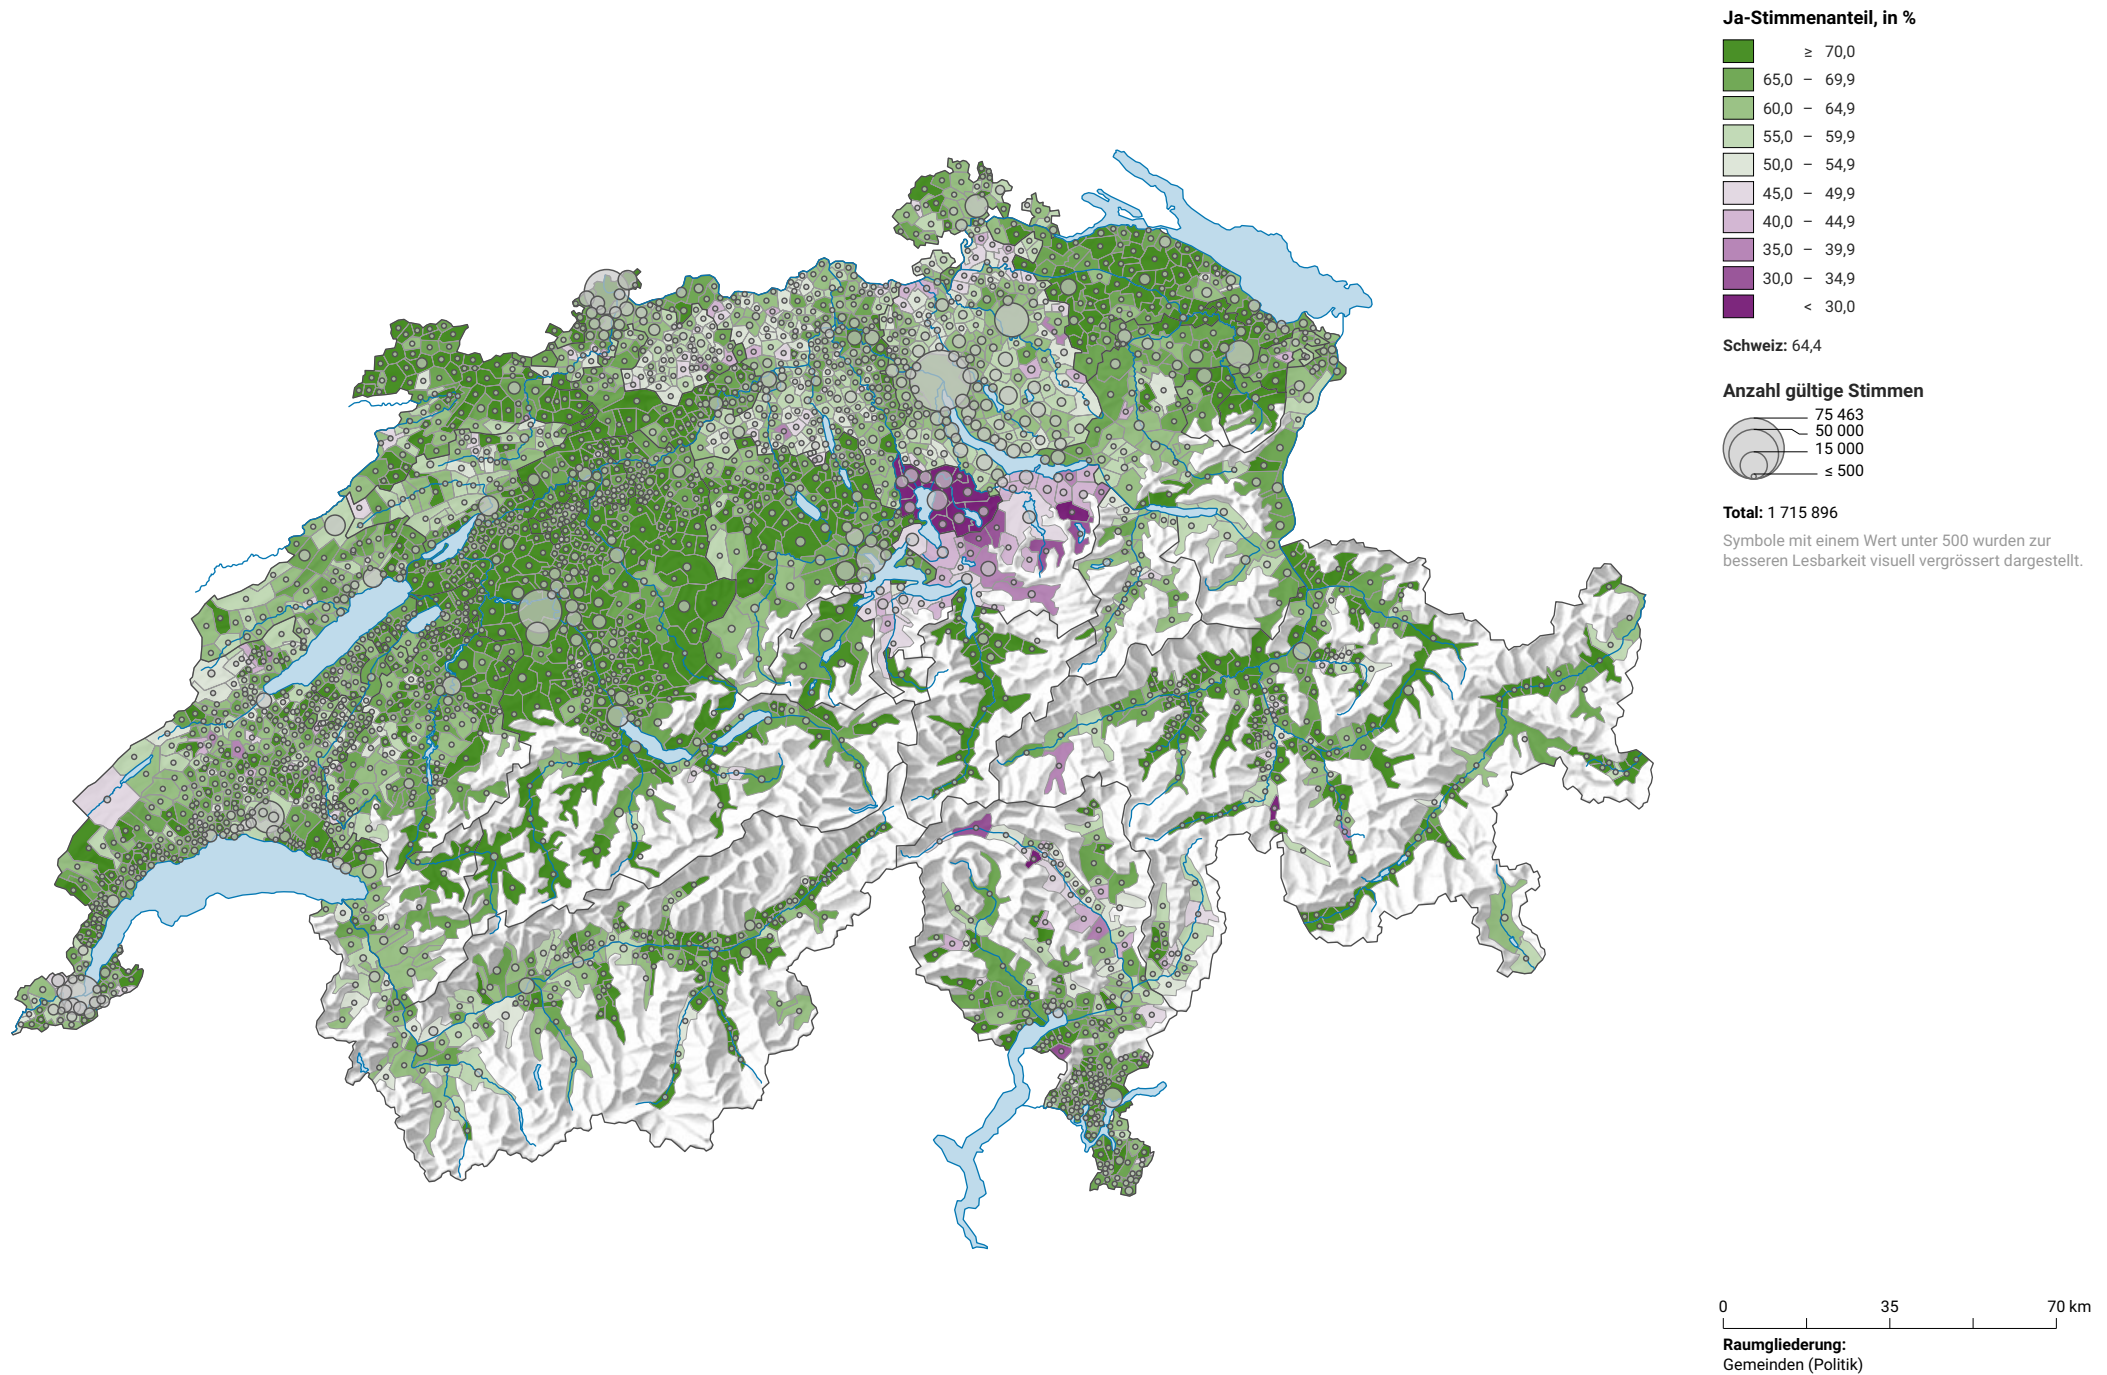 Ja-Stimmenanteil, in %
≥ 70,0
65,0 – 69,9
60,0 – 64,9
55,0 – 59,9
50,0 – 54,9
45,0 – 49,9
40,0 – 44,9
35,0 – 39,9
30,0 – 34,9
< 30,0
Schweiz: 64,4
Anzahl gültige Stimmen
75 463
50 000
15 000
≤ 500
Total: 1 715 896
Symbole mit einem Wert unter 500 wurden zur
besseren Lesbarkeit visuell vergrössert dargestellt.
0 35 70 km
Raumgliederung:
Gemeinden (Politik)